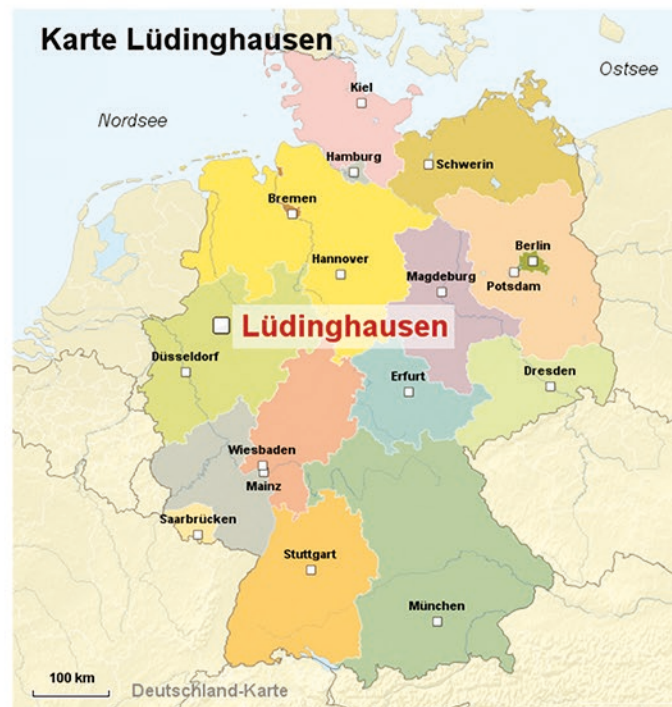 Karte Lüdinghausen
Ostsee
Kiel
Nordsee
Hamburg
Schwerin
Bremen
Berlin
Hannover
Magdeburg
Potsdam
Lüdinghausen
Düsseldorf
Erfurt
Dresden
Wiesbaden
Mainz
Saarbrücken
Stuttgart
München
100 km
Deutschland-Karte